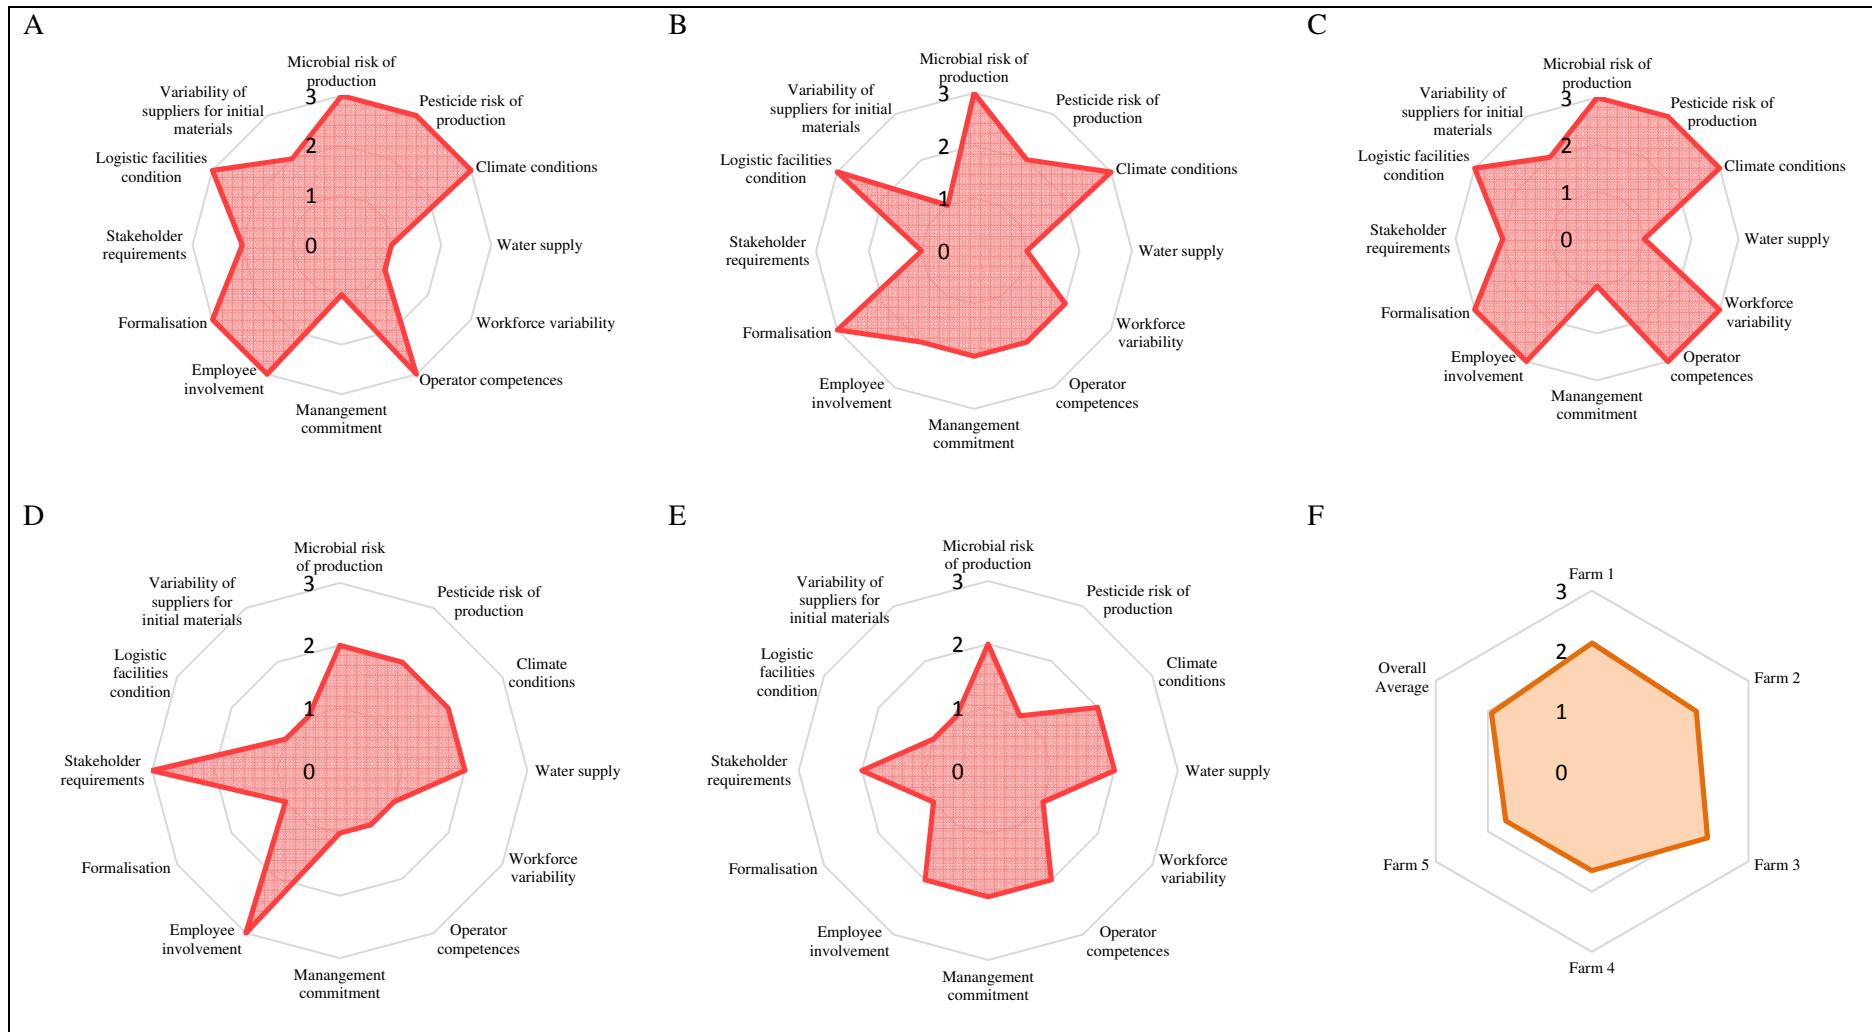 A
Microbial risk of
production
Pesticide risk of
production
Climate conditions
Water supply
Workforce variability
Operator competences
Manangement
commitment
Employee
involvement
Formalisation
Stakeholder
requirements
Logistic facilities
condition
Variability of
suppliers for initial
materials
3
2
1
0
B
Microbial risk of
production
Pesticide risk of
production
Climate conditions
Water supply
Workforce
variability
Operator
competences
Manangement
commitment
Employee
involvement
Formalisation
Stakeholder
requirements
Logistic facilities
condition
Variability of
suppliers for initial
materials
3
2
1
0
C
Microbial risk of
production
Pesticide risk of
production
Climate conditions
Water supply
Workforce
variability
Operator
competences
Manangement
commitment
Employee
involvement
Formalisation
Stakeholder
requirements
Logistic facilities
condition
Variability of
suppliers for initial
materials
3
2
1
0
D
Microbial risk
of production
Pesticide risk of
production
Climate
conditions
Water supply
Workforce
variability
Operator
competences
Manangement
commitment
Employee
involvement
Formalisation
Stakeholder
requirements
Logistic
facilities
condition
Variability of
suppliers for
initial materials
3
2
1
0
E
Microbial risk
of production
Pesticide risk of
production
Climate
conditions
Water supply
Workforce
variability
Operator
competences
Manangement
commitment
Employee
involvement
Formalisation
Stakeholder
requirements
Logistic
facilities
condition
Variability of
suppliers for
initial materials
3
2
1
0
F
Farm 1
Farm 2
Farm 3
Farm 4
Farm 5
Overall
Average
3
2
1
0